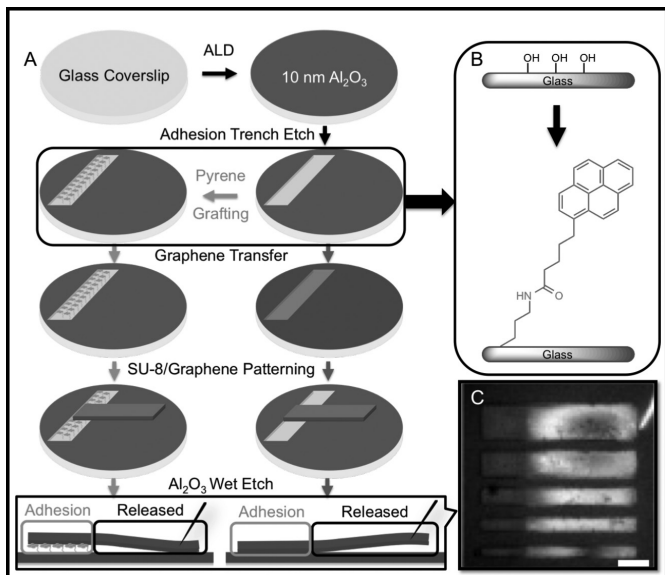 A
Glass Coverslip
ALD
10 nm Al₂O₃
Adhesion Trench Etch
Pyrene
Grafting
Graphene Transfer
SU-8/Graphene Patterning
Al₂O₃ Wet Etch
Adhesion
Released
Adhesion
Released
B
OH OH OH
Glass
HN
O
Glass
C